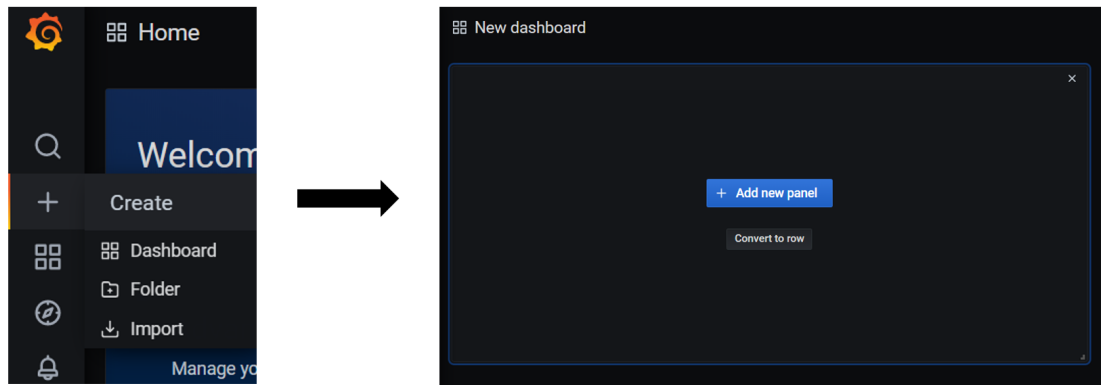 Home
Welcom
Create
Dashboard
Folder
Import
Manage yo
New dashboard
+ Add new panel
Convert to row